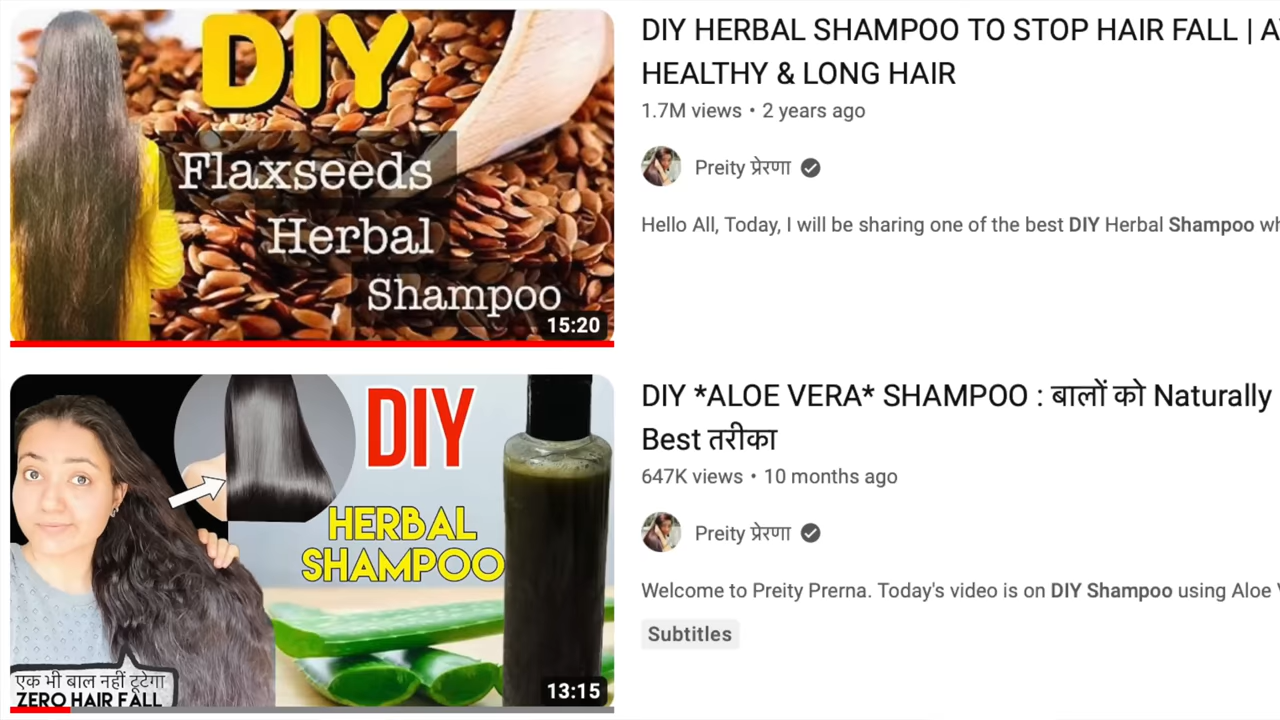 DIY
Flaxseeds
Herbal
Shampoo
15:20
DIY HERBAL SHAMPOO TO STOP HAIR FALL |
HEALTHY & LONG HAIR
1.7M views • 2 years ago
Preity प्रेरणा
Hello All, Today, I will be sharing one of the best DIY Herbal Shampoo
DIY
HERBAL
SHAMPOO
एक भी बाल नहीं टूटेगा
ZERO HAIR FALL
13:15
DIY *ALOE VERA* SHAMPOO : बालों को Naturally
Best तरीका
647K views • 10 months ago
Preity प्रेरणा
Welcome to Preity Prerna. Today's video is on DIY Shampoo using Aloe
Subtitles